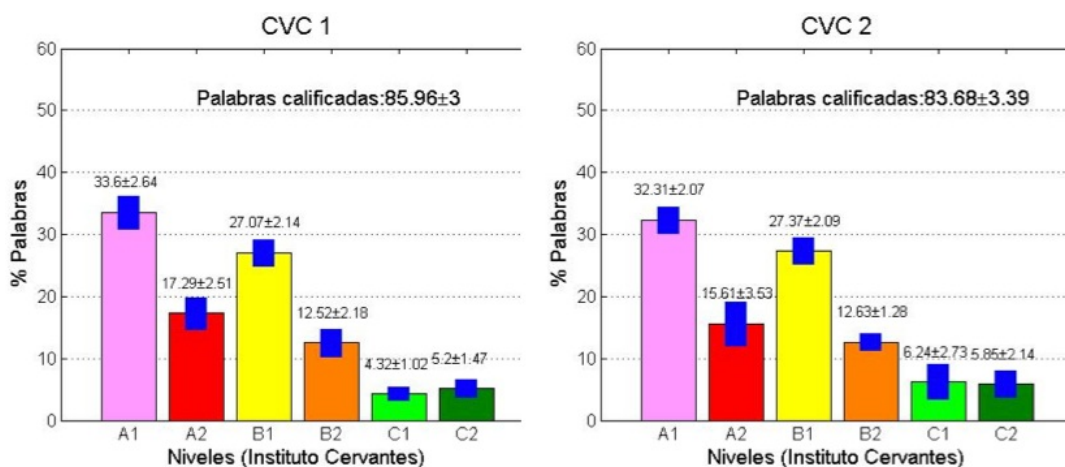 CVC 1
60
50
40
30
20
10
0
% Palabras
Palabras calificadas:85.96±3
33.6±2.64
17.29±2.51
27.07±2.14
12.52±2.18
4.32±1.02
5.2±1.47
A1 A2 B1 B2 C1 C2
Niveles (Instituto Cervantes)
CVC 2
60
50
40
30
20
10
0
% Palabras
Palabras calificadas:83.68±3.39
32.31±2.07
15.61±3.53
27.37±2.09
12.63±1.28
6.24±2.73
5.85±2.14
A1 A2 B1 B2 C1 C2
Niveles (Instituto Cervantes)